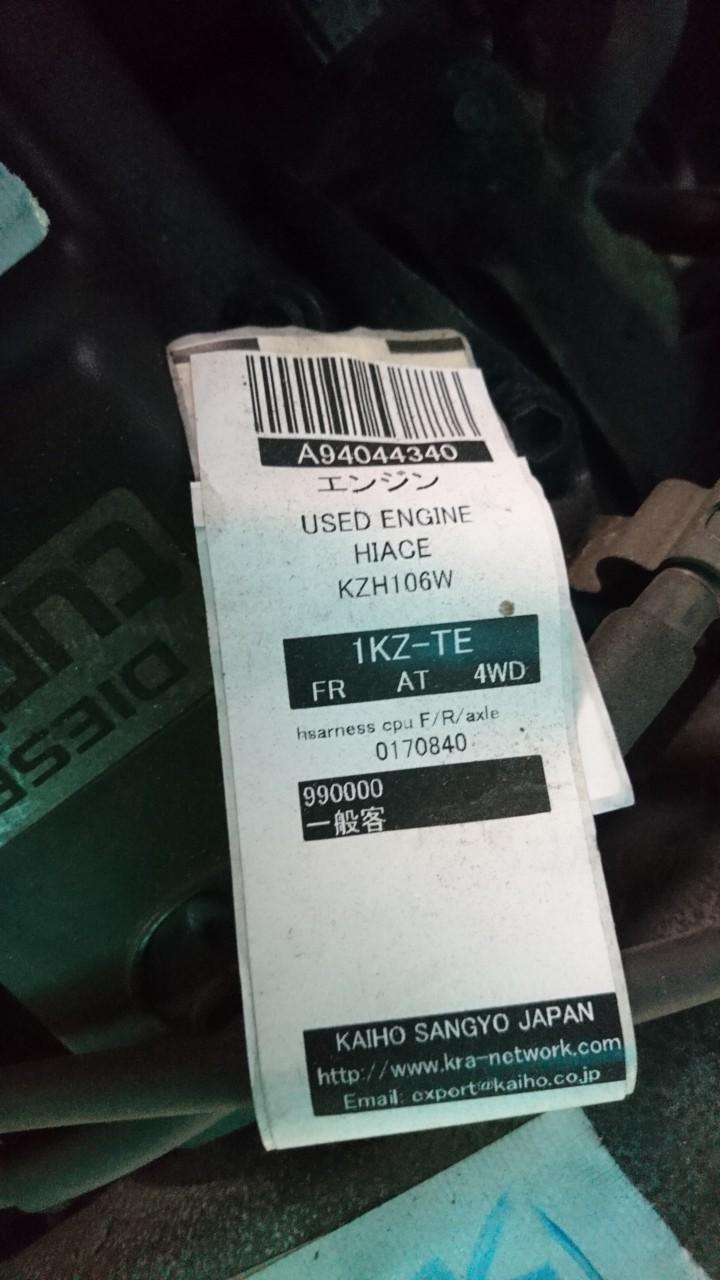 A94044340
エンジン
USED ENGINE
HIACE
KZH106W
1KZ-TE
FR AT 4WD
hsarness cpu F/R/axle
0170840
990000
一般客
KAIHO SANGYO JAPAN
http://www.kra-network.com
Email: export@kaiho.co.jp
DIESE